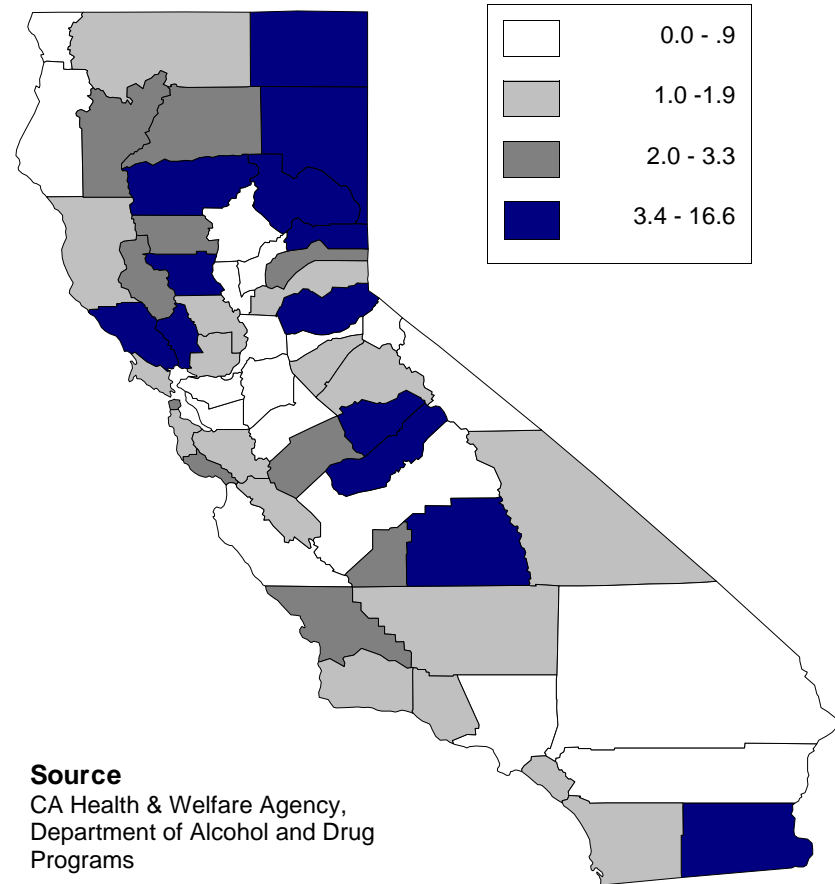 0.0 - .9
1.0 -1.9
2.0 - 3.3
3.4 - 16.6
Source
CA Health & Welfare Agency,
Department of Alcohol and Drug
Programs